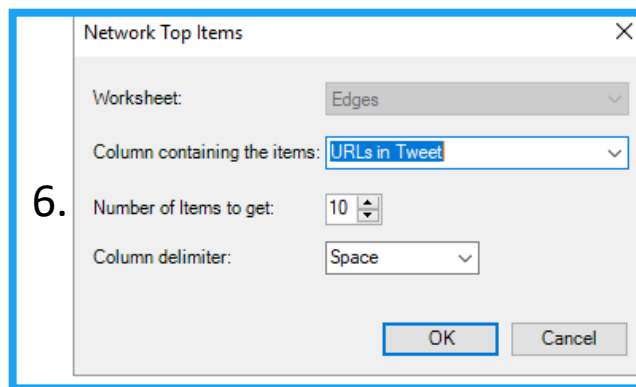 Network Top Items
Worksheet: Edges
Column containing the items: URLs in Tweet
6.
Number of Items to get: 10
Column delimiter: Space
OK Cancel